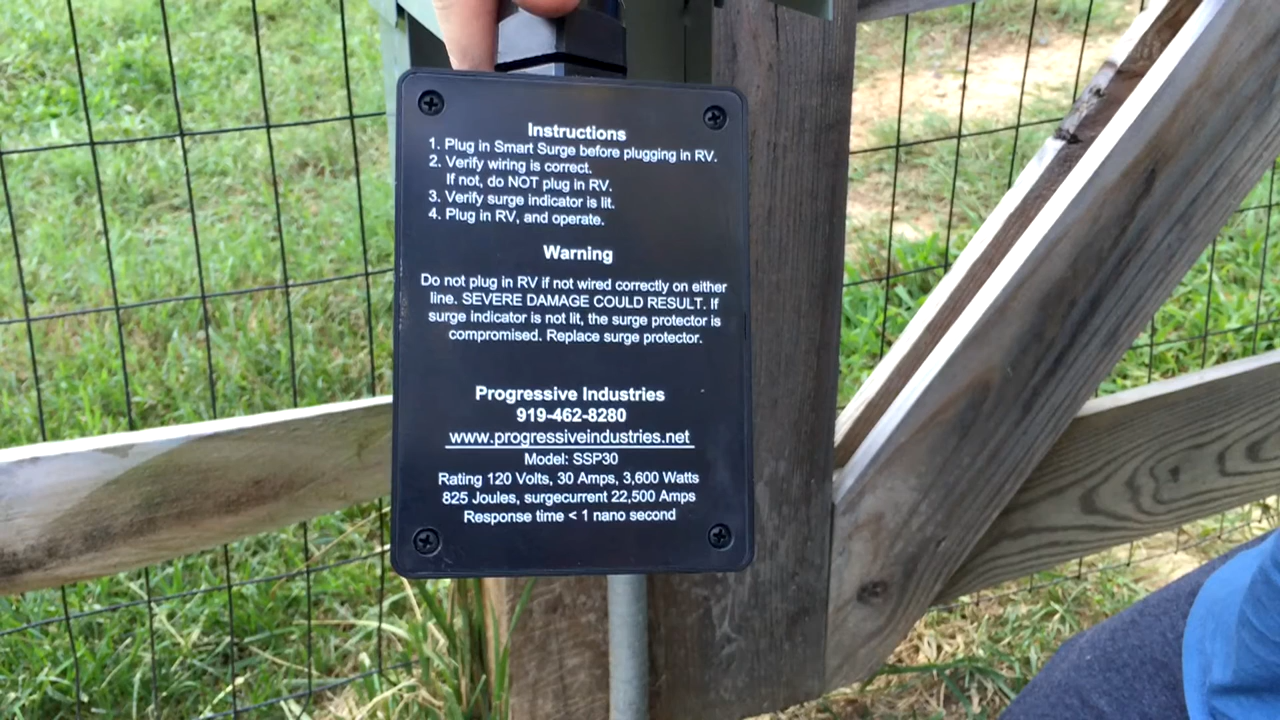 Instructions
1. Plug in Smart Surge before plugging in RV.
2. Verify wiring is correct.
If not, do NOT plug in RV.
3. Verify surge indicator is lit.
4. Plug in RV, and operate.
Warning
Do not plug in RV if not wired correctly on either
line. SEVERE DAMAGE COULD RESULT. If
surge indicator is not lit, the surge protector is
compromised. Replace surge protector.
Progressive Industries
919-462-8280
www.progressiveindustries.net
Model: SSP30
Rating 120 Volts, 30 Amps, 3,600 Watts
825 Joules, surgecurrent 22,500 Amps
Response time < 1 nano second